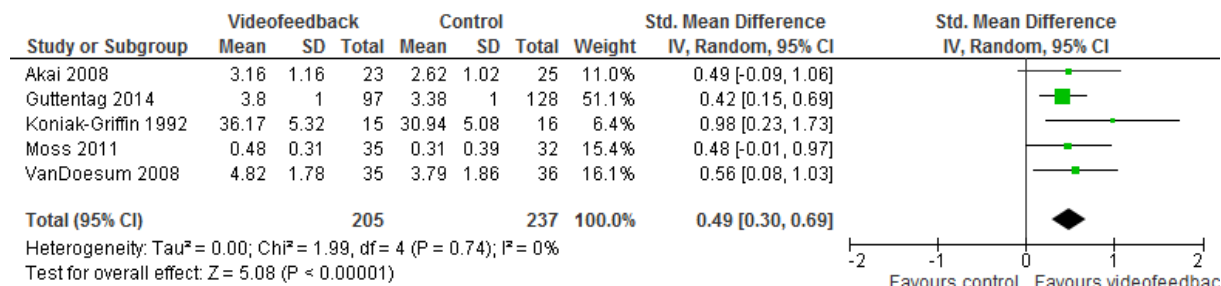 Videofeedback Control Std. Mean Difference Std. Mean Difference
Study or Subgroup Mean SD Total Mean SD Total Weight IV, Random, 95% CI IV, Random, 95% CI
Akai 2008 3.16 1.16 23 2.62 1.02 25 11.0% 0.49 [-0.09, 1.06]
Guttentag 2014 3.8 1 97 3.38 1 128 51.1% 0.42 [0.15, 0.69]
Koniak-Griffin 1992 36.17 5.32 15 30.94 5.08 16 6.4% 0.98 [0.23, 1.73]
Moss 2011 0.48 0.31 35 0.31 0.39 32 15.4% 0.48 [-0.01, 0.97]
VanDoesum 2008 4.82 1.78 35 3.79 1.86 36 16.1% 0.56 [0.08, 1.03]
Total (95% CI) 205 237 100.0% 0.49 [0.30, 0.69]
Heterogeneity: Tau² = 0.00; Chi² = 1.99, df = 4 (P = 0.74); I² = 0%
Test for overall effect: Z = 5.08 (P < 0.00001)
-2 -1 0 1 2
Favours control Favours videofeedbac